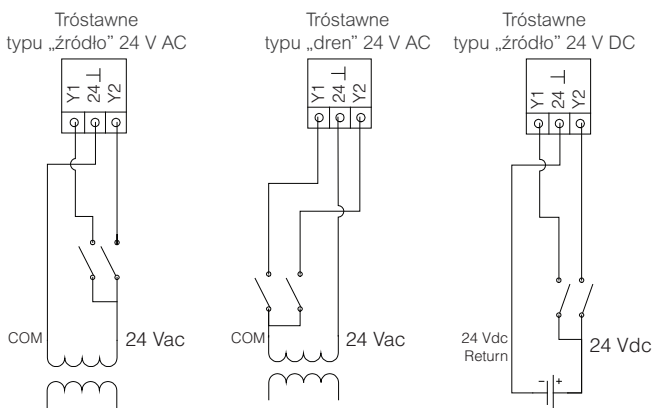 Tróstawne
typu „źródło” 24 V AC
Y1
24 ⊥
Y2
COM
24 Vac
Tróstawne
typu „dren” 24 V AC
Y1
24 ⊥
Y2
COM
24 Vac
Tróstawne
typu „źródło” 24 V DC
Y1
24 ⊥
Y2
24 Vdc
Return
- +
24 Vdc